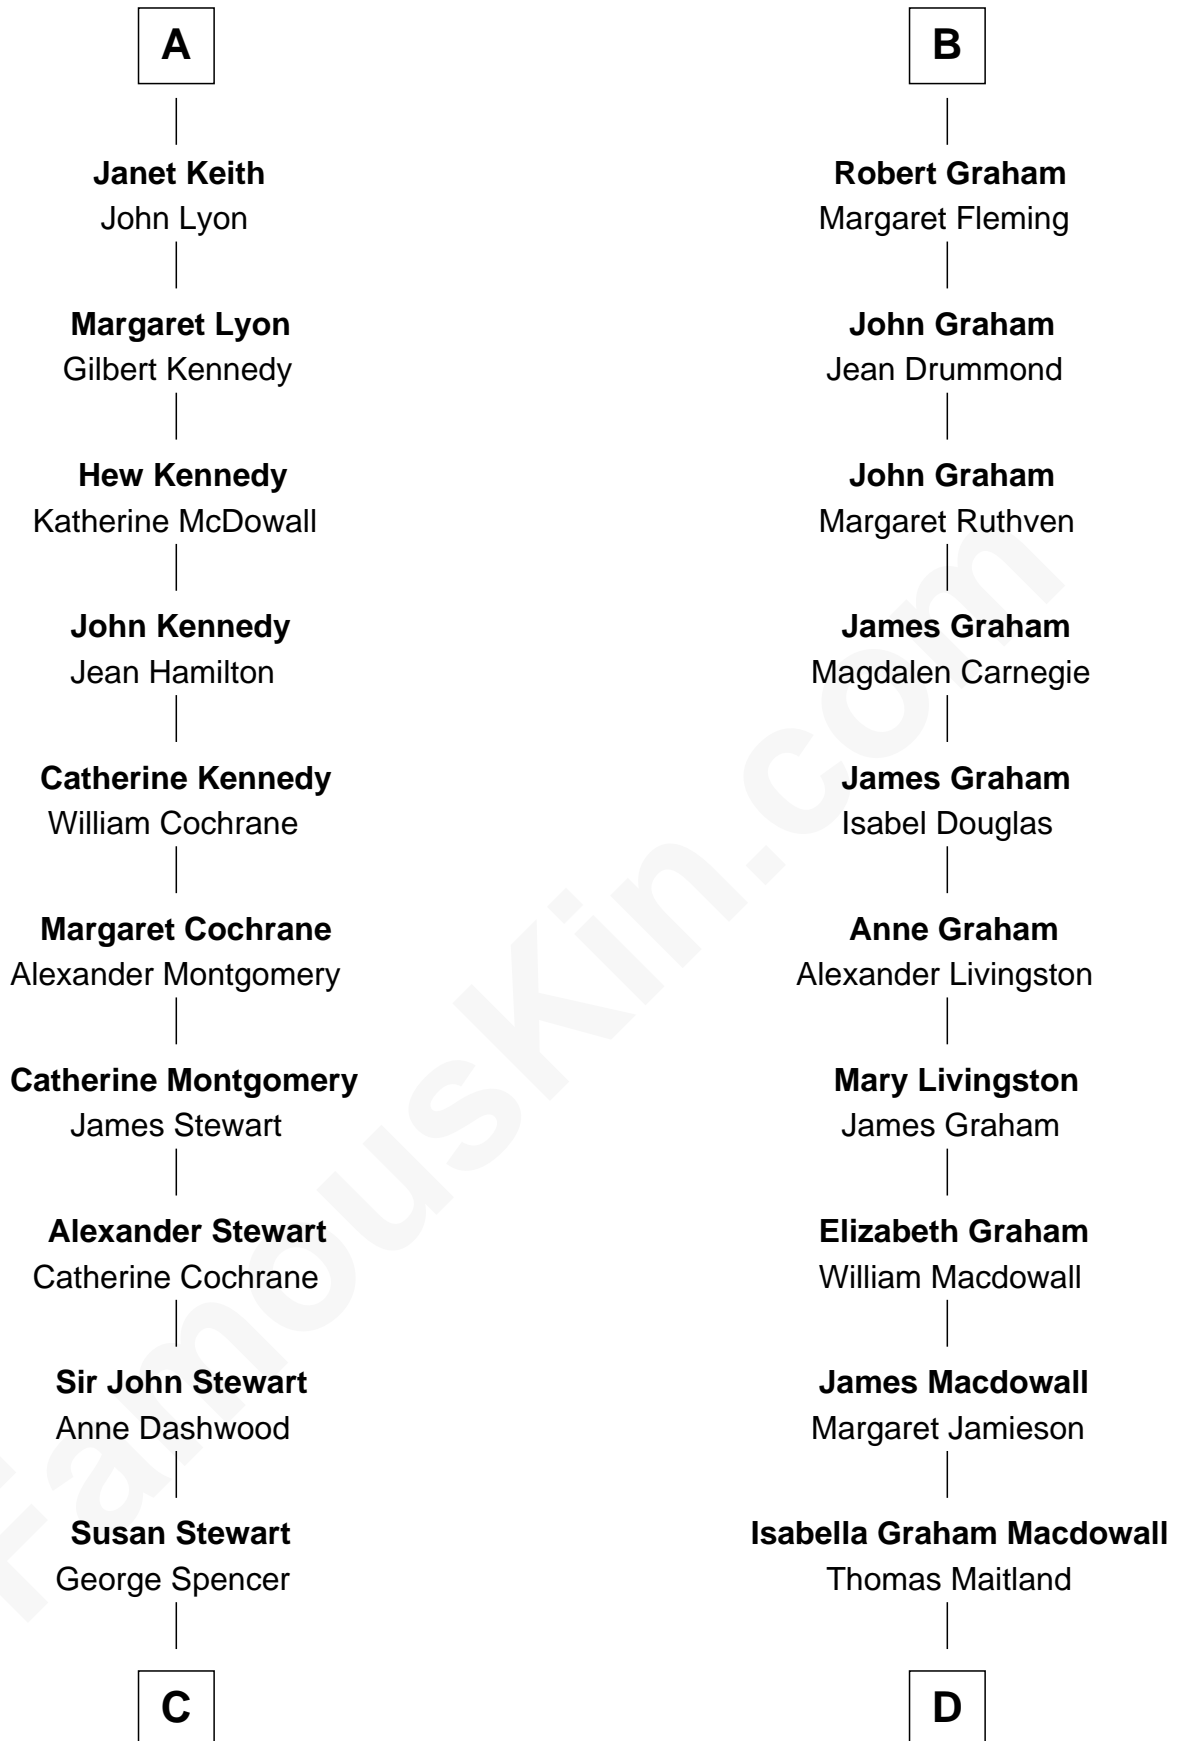 A
Janet Keith
John Lyon
Margaret Lyon
Gilbert Kennedy
Hew Kennedy
Katherine McDowall
John Kennedy
Jean Hamilton
Catherine Kennedy
William Cochrane
Margaret Cochrane
Alexander Montgomery
Catherine Montgomery
James Stewart
Alexander Stewart
Catherine Cochrane
Sir John Stewart
Anne Dashwood
Susan Stewart
George Spencer
C
B
Robert Graham
Margaret Fleming
John Graham
Jean Drummond
John Graham
Margaret Ruthven
James Graham
Magdalen Carnegie
James Graham
Isabel Douglas
Anne Graham
Alexander Livingston
Mary Livingston
James Graham
Elizabeth Graham
William Macdowall
James Macdowall
Margaret Jamieson
Isabella Graham Macdowall
Thomas Maitland
D
FamousKin.com